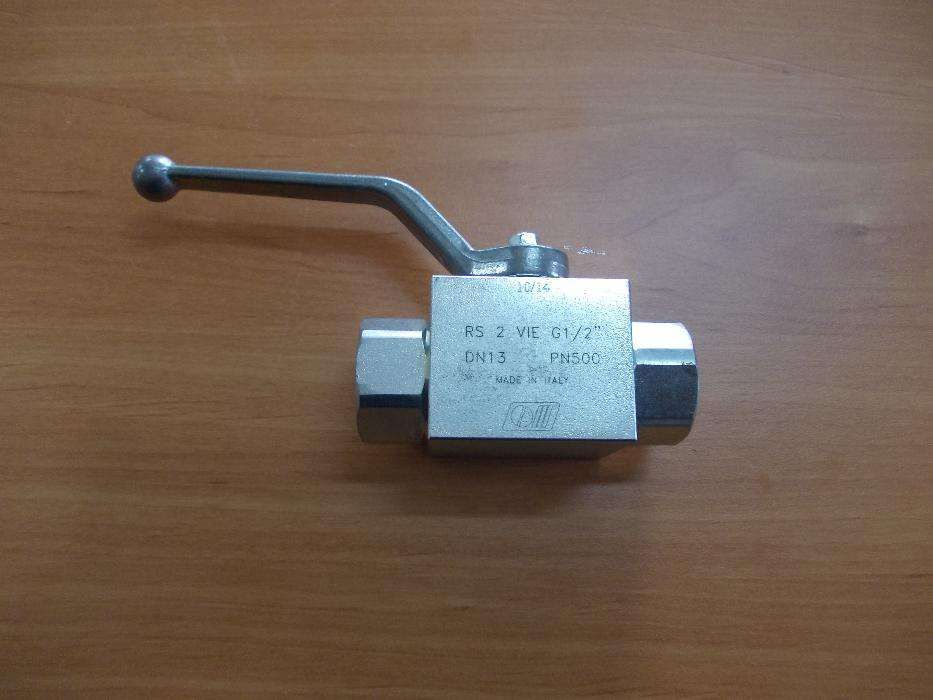 10/14
RS 2 VIE G1/2"
DN13 PN500
MADE IN ITALY